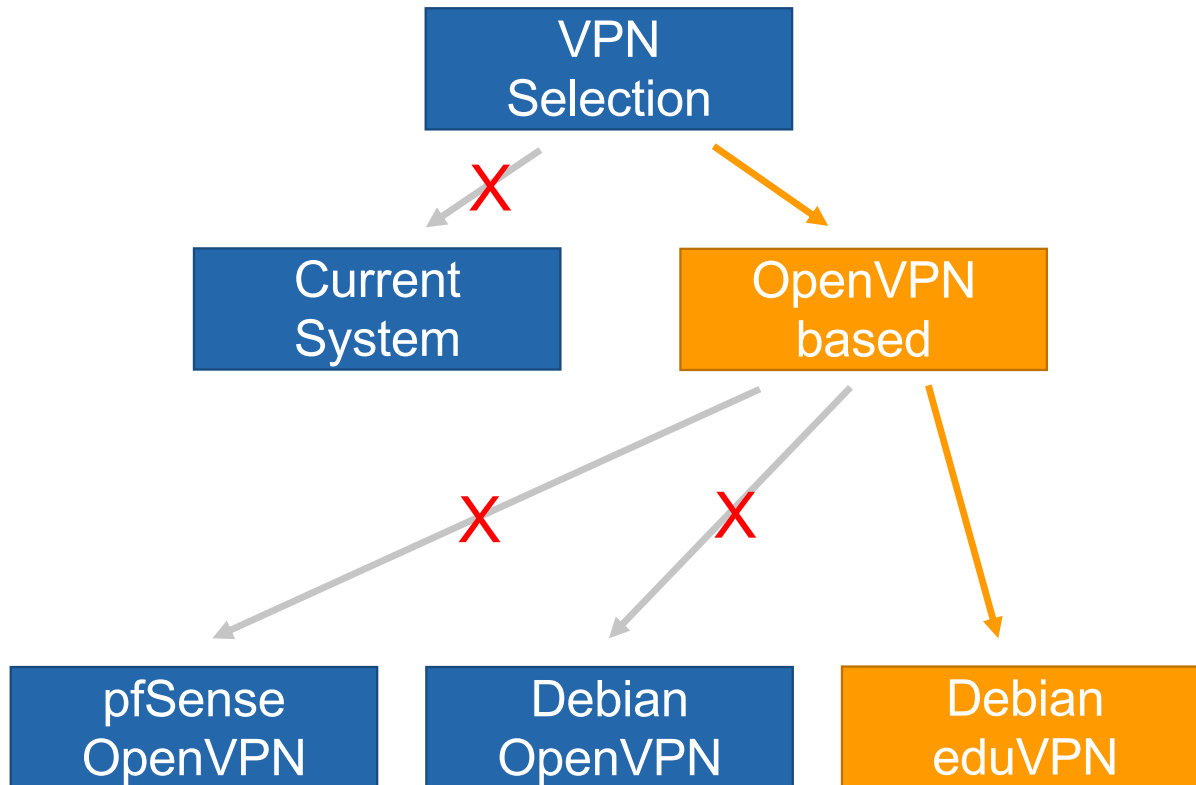 VPN
Selection
X
Current
System
OpenVPN
based
X
X
pfSense
OpenVPN
Debian
OpenVPN
Debian
eduVPN